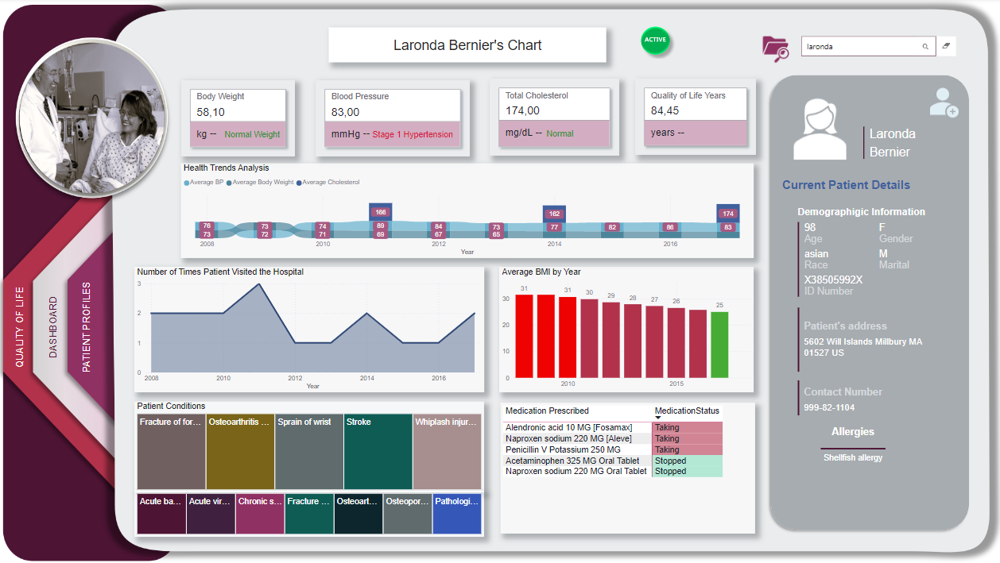 Laronda Bernier's Chart
ACTIVE
laronda
Body Weight
58,10
kg -- Normal Weight
Blood Pressure
83,00
mmHg -- Stage 1 Hypertension
Total Cholesterol
174,00
mg/dL -- Normal
Quality of Life Years
84,45
years --
Health Trends Analysis
Average BP Average Body Weight Average Cholesterol
166 162 174
76 73 74 89 84 73 77 82 86 83
73 72 71 69 67 65
2008 2010 2012 2014 2016
Year
Number of Times Patient Visited the Hospital
3
2
1
0
2008 2010 2012 2014 2016
Year
Average BMI by Year
31 31 30 29 28 27 26 25
30
20
10
0
2010 2015
Patient Conditions
Fracture of for... Osteoarthritis ... Sprain of wrist Stroke Whiplash injur...
Acute ba... Acute vir... Chronic s... Fracture ... Osteoart... Osteopor... Pathologi...
Medication Prescribed MedicationStatus
Alendronic acid 10 MG [Fosamax] Taking
Naproxen sodium 220 MG [Aleve] Taking
Penicillin V Potassium 250 MG Taking
Acetaminophen 325 MG Oral Tablet Stopped
Naproxen sodium 220 MG Oral Tablet Stopped
QUALITY OF LIFE
DASHBOARD
PATIENT PROFILES
Laronda
Bernier
Current Patient Details
Demographigic Information
98 F
Age Gender
asian M
Race Marital
X38505992X
ID Number
Patient's address
5602 Will Islands Millbury MA
01527 US
Contact Number
999-82-1104
Allergies
Shellfish allergy